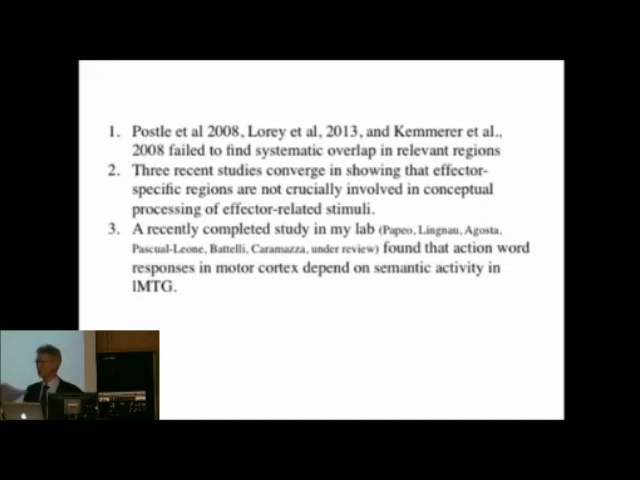 1. Postle et al 2008, Lorey et al, 2013, and Kemmerer et al.,
2008 failed to find systematic overlap in relevant regions
2. Three recent studies converge in showing that effector-
specific regions are not crucially involved in conceptual
processing of effector-related stimuli.
3. A recently completed study in my lab (Papeo, Lingnau, Agosta,
Pascual-Leone, Battelli, Caramazza, under review) found that action word
responses in motor cortex depend on semantic activity in
lMTG.